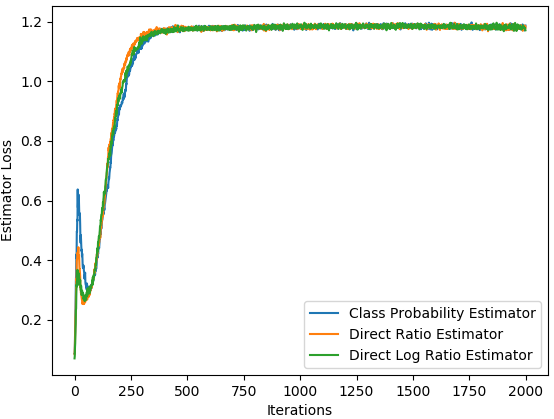 1.2
1.0
0.8
0.6
0.4
0.2
Estimator Loss
Class Probability Estimator
Direct Ratio Estimator
Direct Log Ratio Estimator
0 250 500 750 1000 1250 1500 1750 2000
Iterations